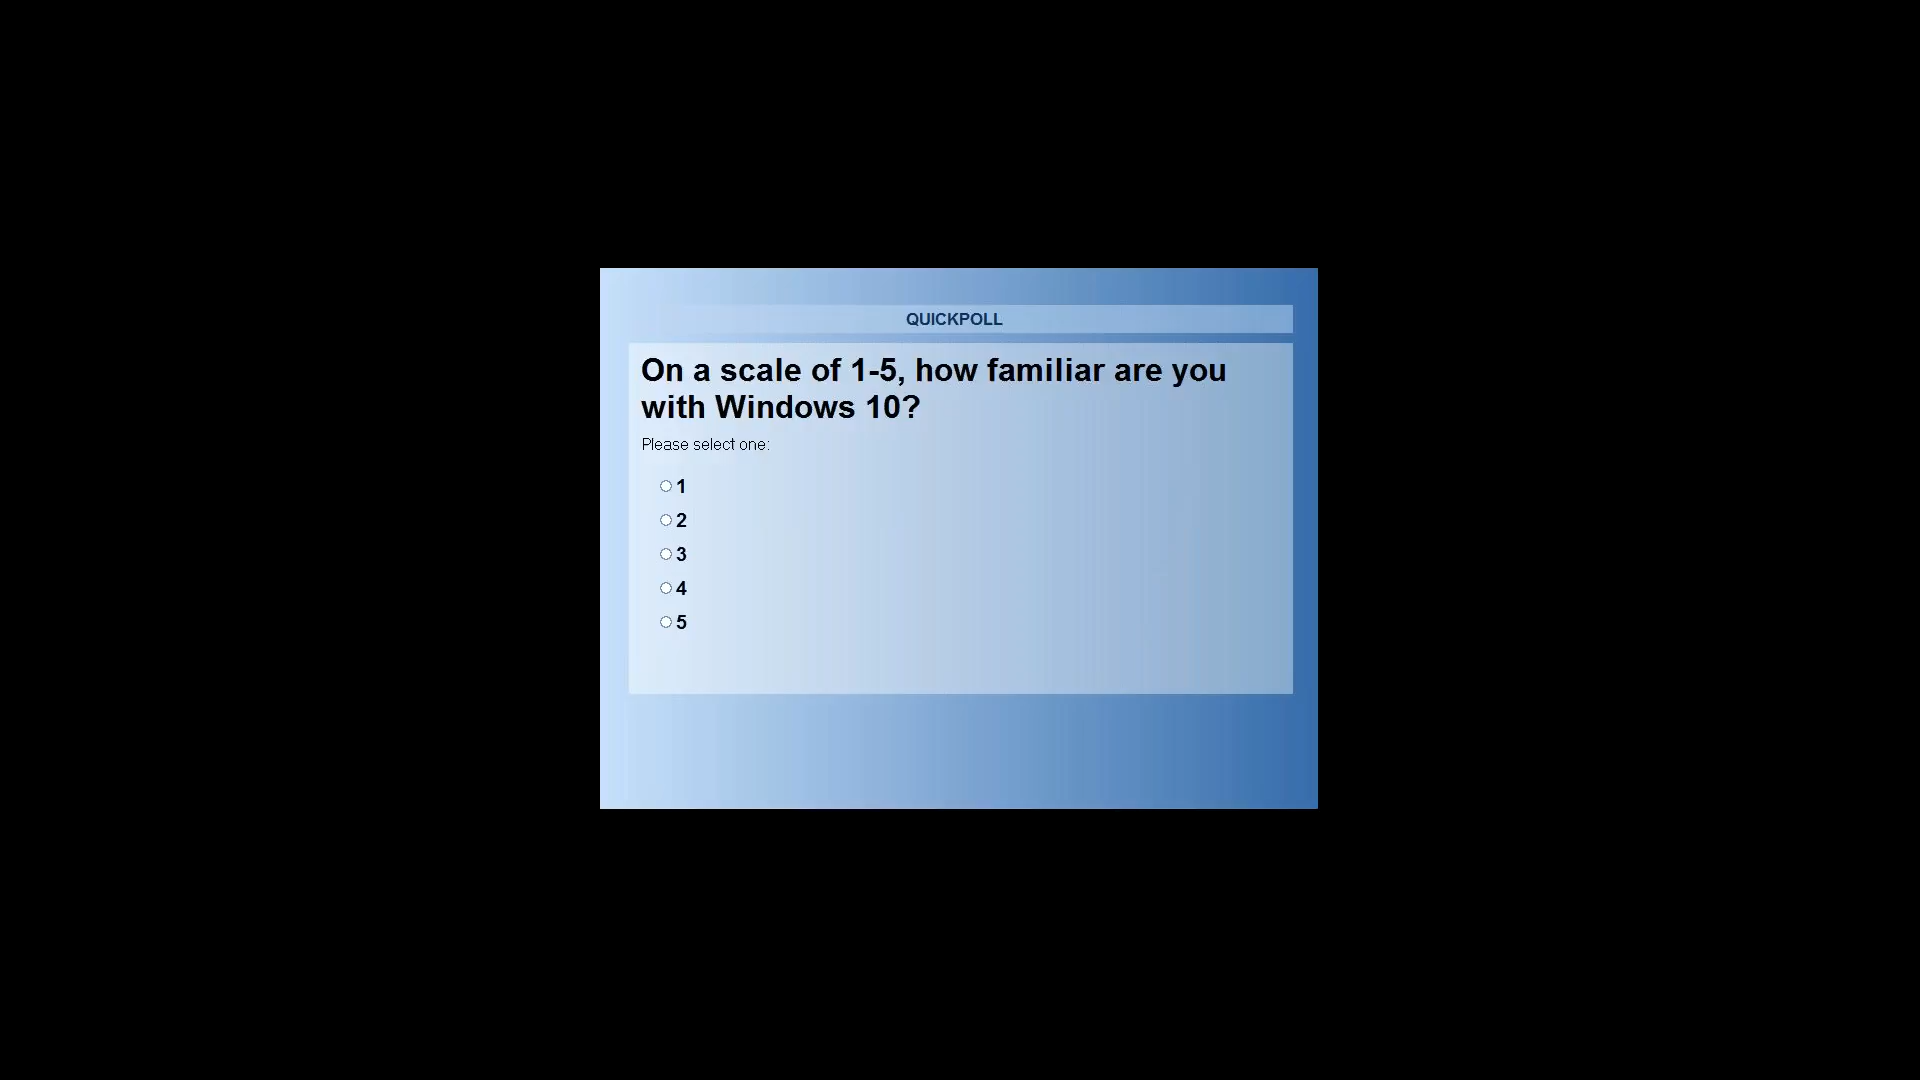 QUICKPOLL
On a scale of 1-5, how familiar are you
with Windows 10?
Please select one:
1
2
3
4
5